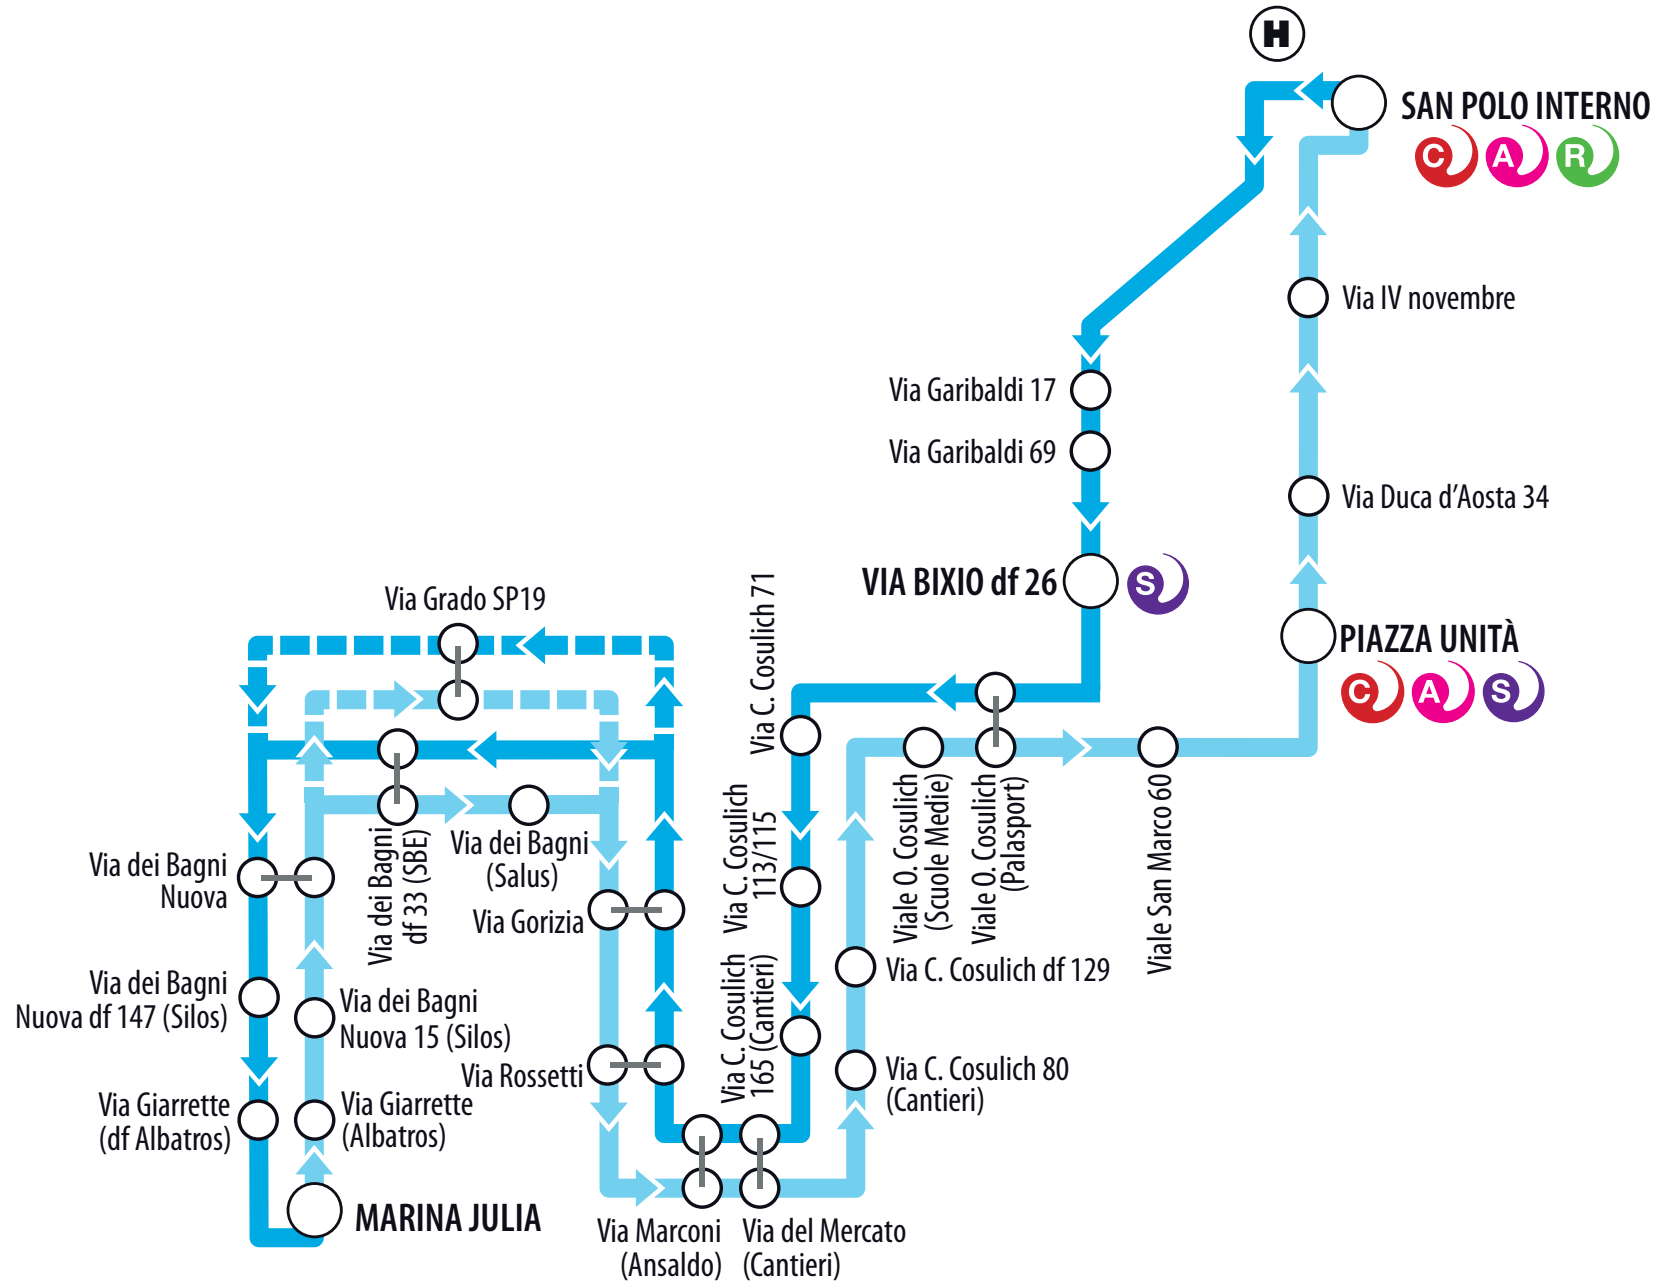 H
SAN POLO INTERNO
C A R
Via IV novembre
Via Garibaldi 17
Via Garibaldi 69
Via Duca d'Aosta 34
VIA BIXIO df 26
S
PIAZZA UNITÀ
C A S
Via Grado SP19
Via C. Cosulich 71
Via C. Cosulich
113/115
Via C. Cosulich
165 (Cantieri)
Viale O. Cosulich
(Scuole Medie)
Viale O. Cosulich
(Palasport)
Viale San Marco 60
Via dei Bagni
df 33 (SBE)
Via dei Bagni
(Salus)
Via dei Bagni
Nuova
Via Gorizia
Via C. Cosulich df 129
Via dei Bagni
Nuova df 147 (Silos)
Via dei Bagni
Nuova 15 (Silos)
Via Rossetti
Via C. Cosulich 80
(Cantieri)
Via Giarrette
(df Albatros)
Via Giarrette
(Albatros)
MARINA JULIA
Via Marconi
(Ansaldo)
Via del Mercato
(Cantieri)